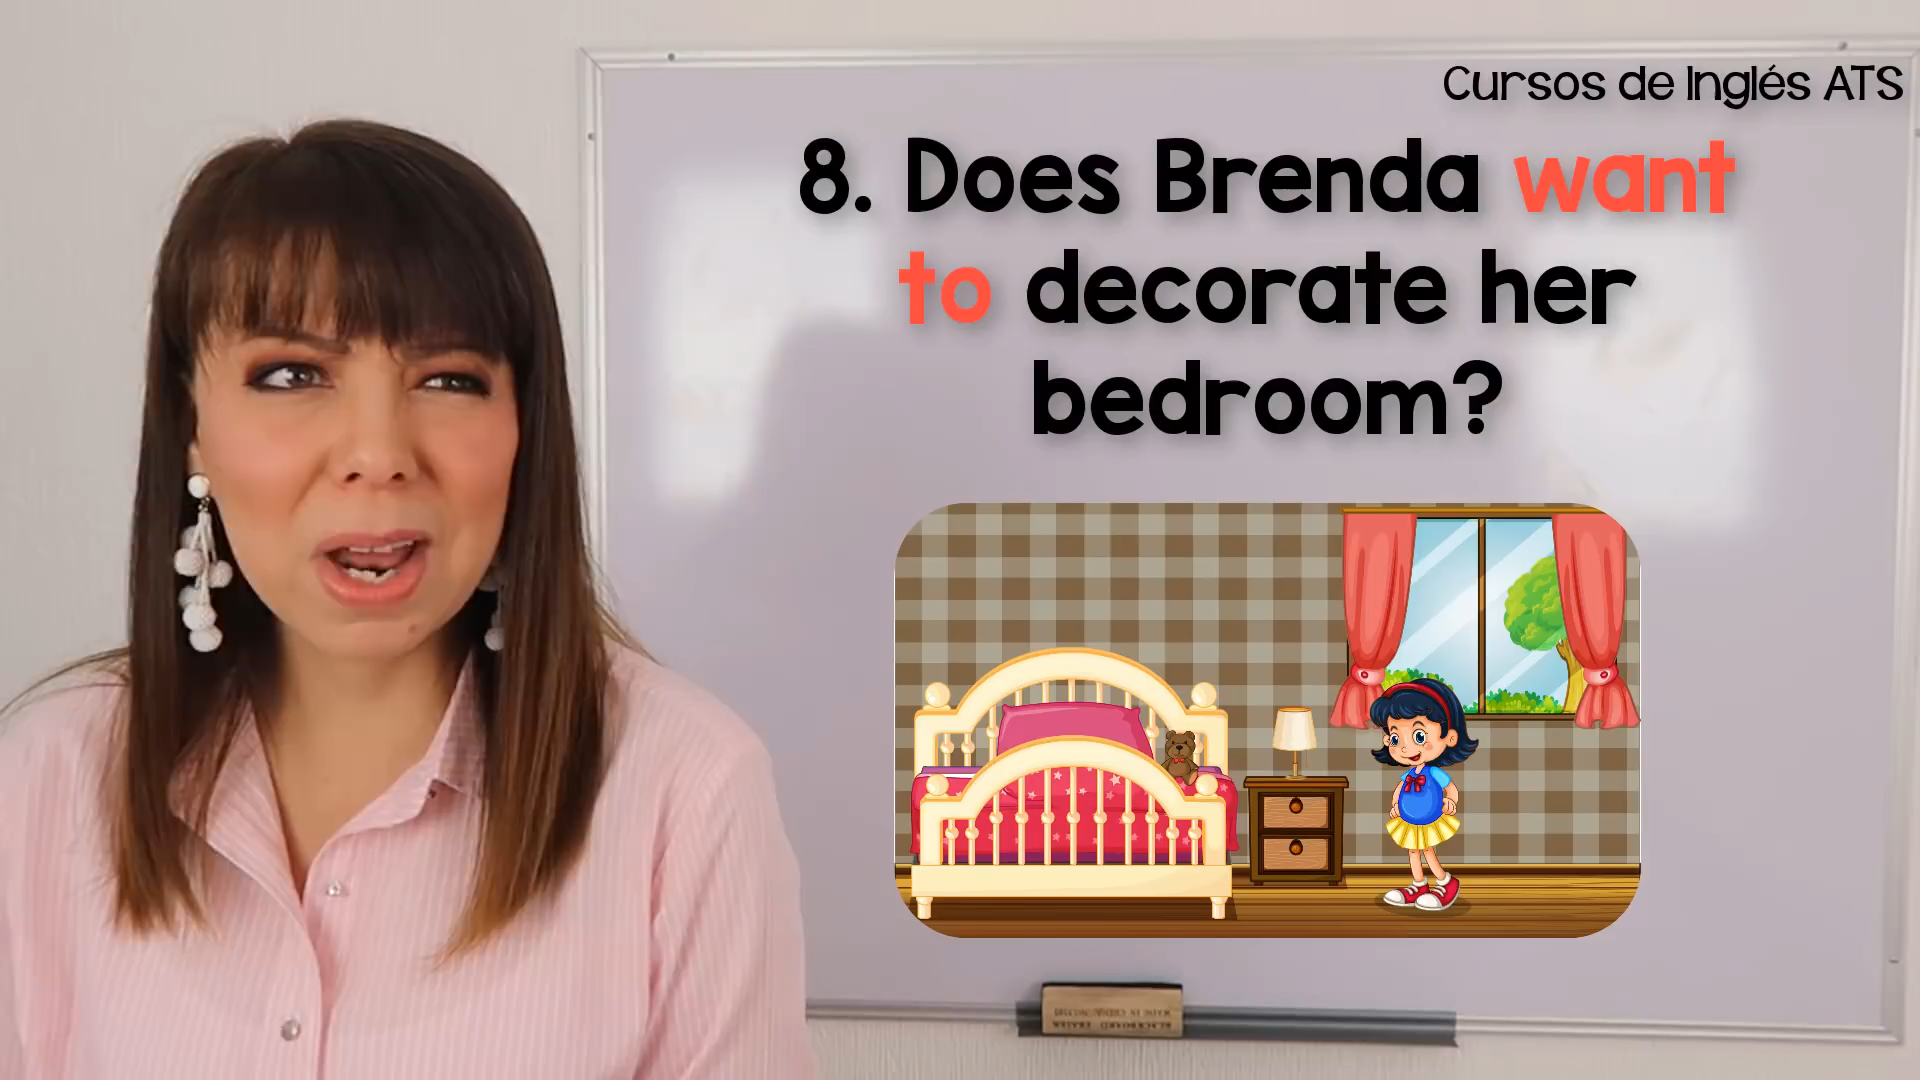 Cursos de Inglés ATS
8. Does Brenda want
to decorate her
bedroom?